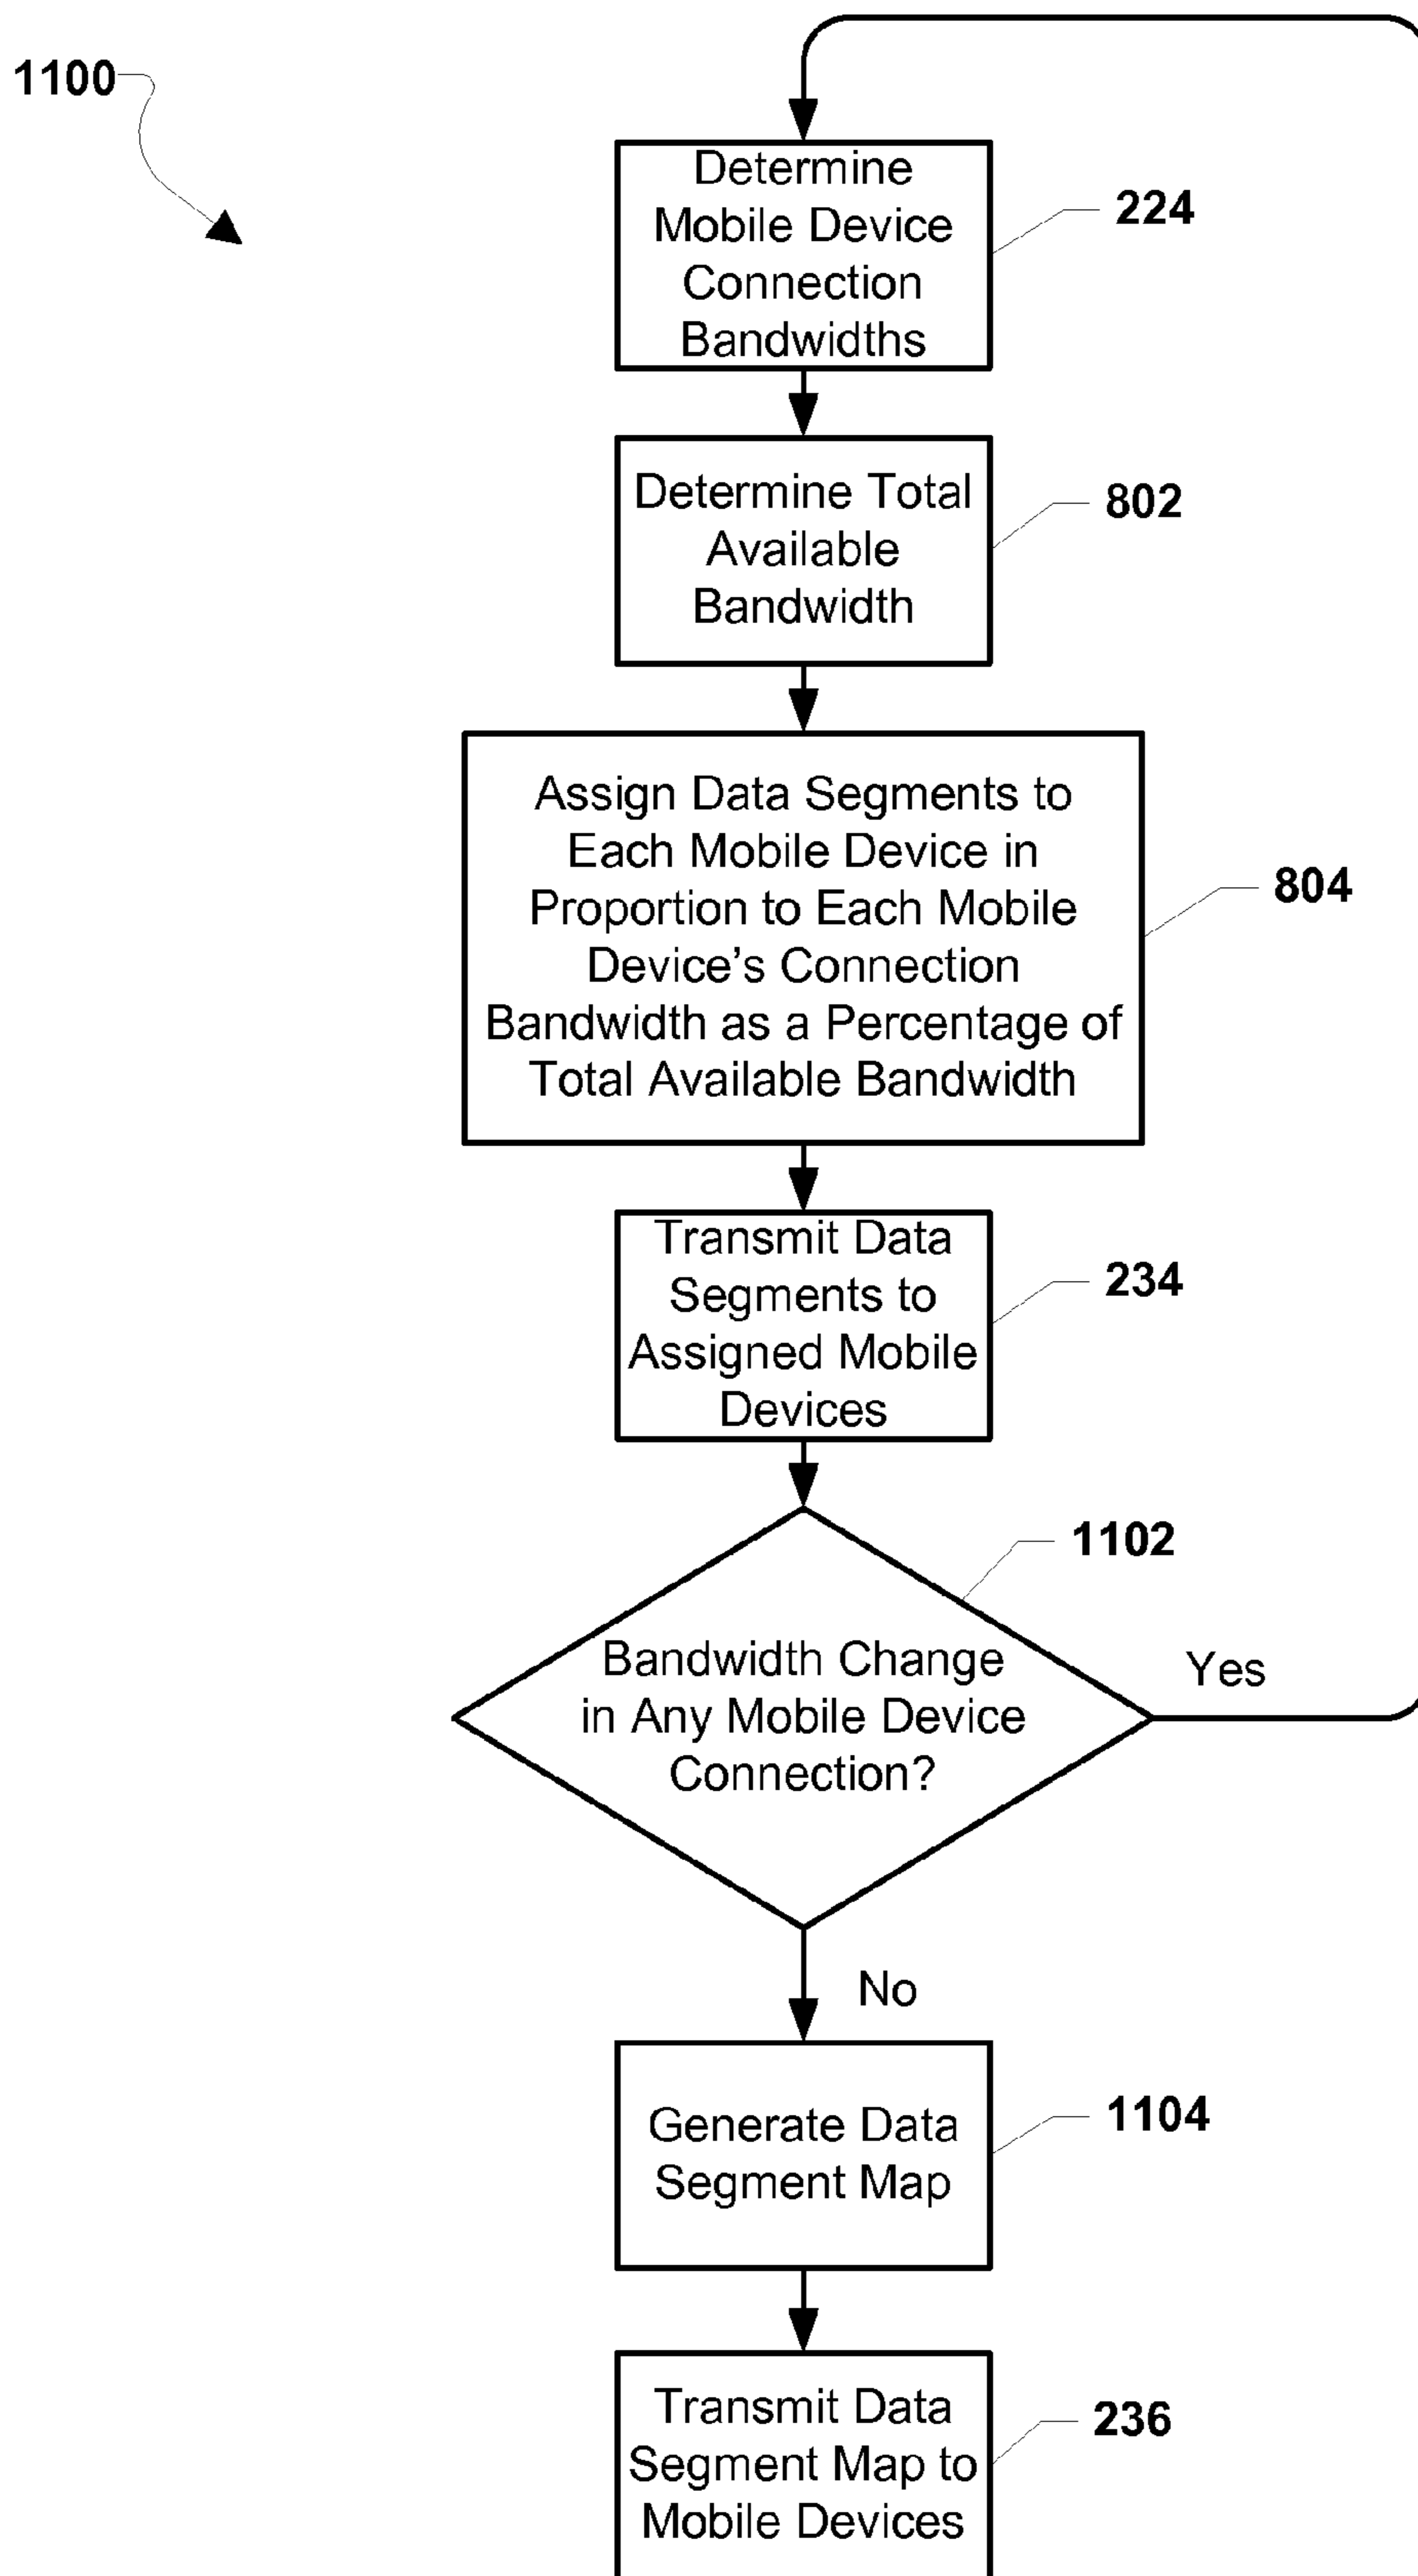 1100
Determine
Mobile Device
Connection
Bandwidths
224
Determine Total
Available
Bandwidth
802
Assign Data Segments to
Each Mobile Device in
Proportion to Each Mobile
Device's Connection
Bandwidth as a Percentage of
Total Available Bandwidth
804
Transmit Data
Segments to
Assigned Mobile
Devices
234
1102
Bandwidth Change
in Any Mobile Device
Connection?
Yes
No
Generate Data
Segment Map
1104
Transmit Data
Segment Map to
Mobile Devices
236